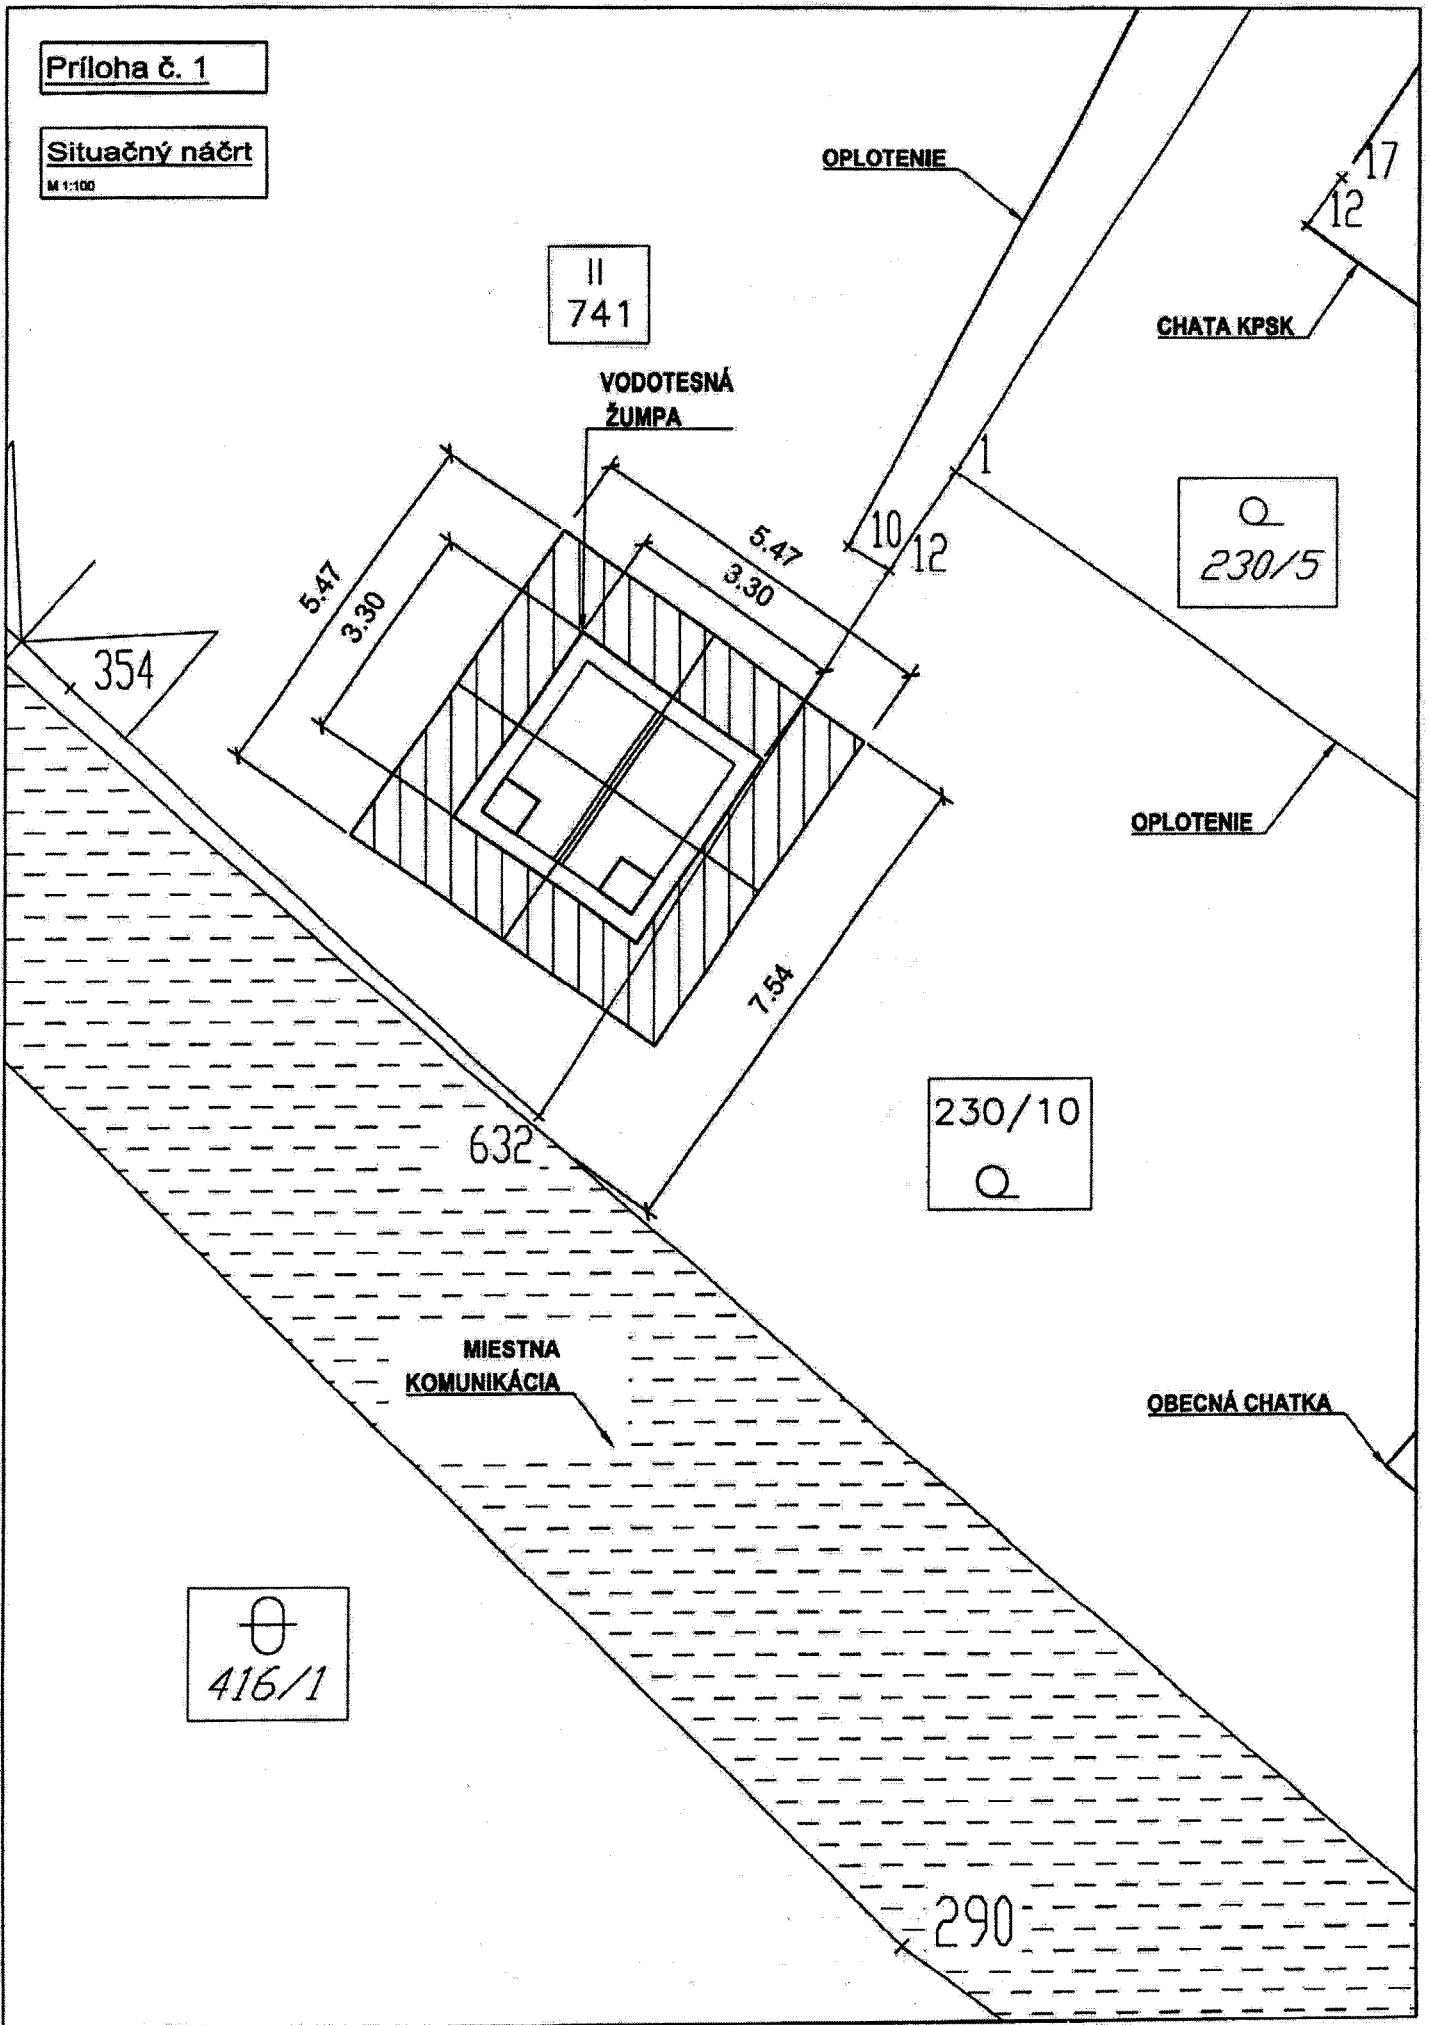 Príloha č. 1
Situačný náčrt
M 1:100
OPLOTENIE
17
12
CHATA KPSK
II
741
VODOTESNÁ
ŽUMPA
1
230/5
10
12
5.47
3.30
5.47
3.30
354
OPLOTENIE
7.54
230/10
632
MIESTNA
KOMUNIKÁCIA
OBECNÁ CHATKA
416/1
290